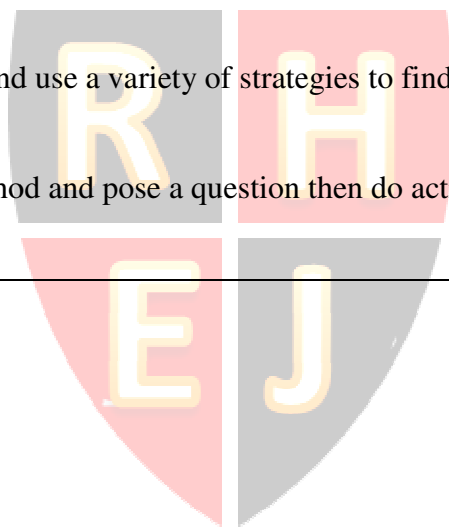 R H
nd use a variety of strategies to find
nod and pose a question then do act
E J